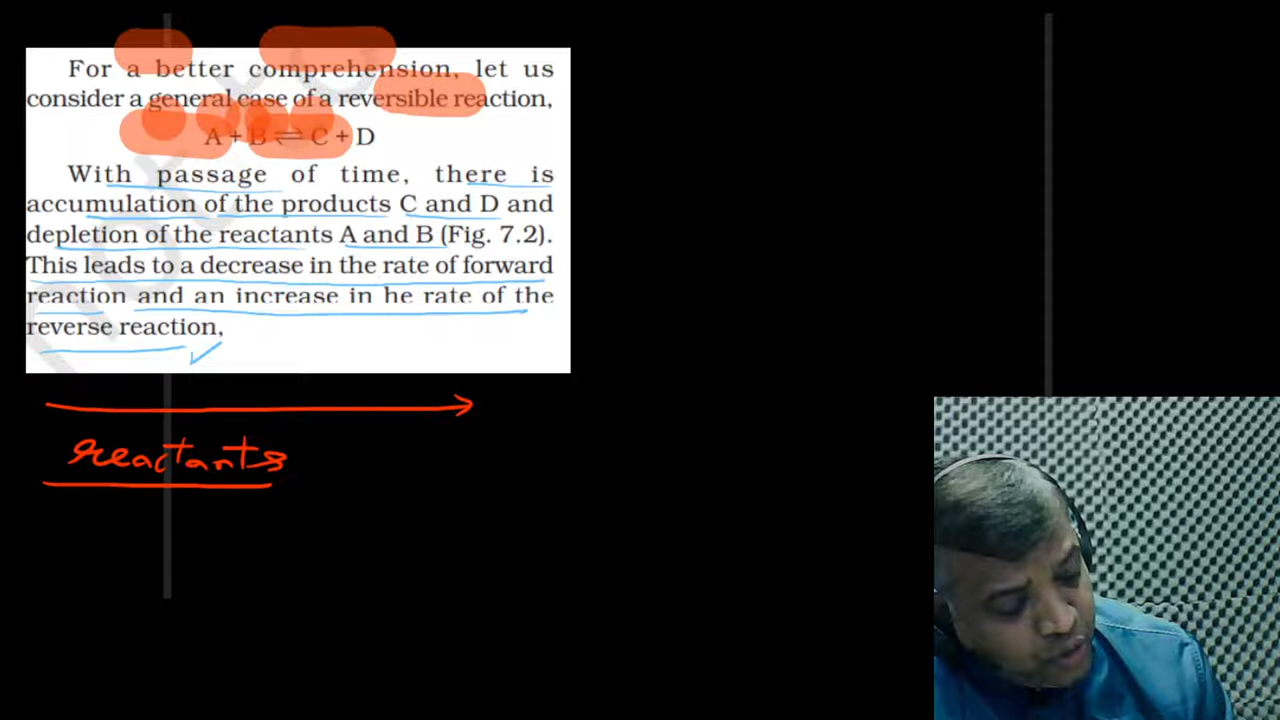 For a better comprehension, let us
consider a general case of a reversible reaction,
A + B ⇌ C + D
With passage of time, there is
accumulation of the products C and D and
depletion of the reactants A and B (Fig. 7.2).
This leads to a decrease in the rate of forward
reaction and an increase in he rate of the
reverse reaction,
reactants